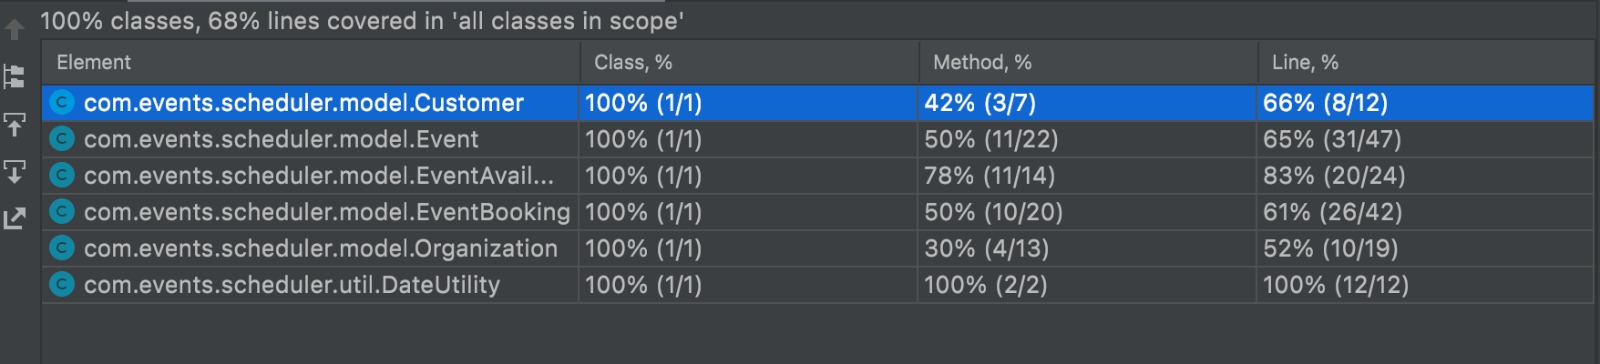 100% classes, 68% lines covered in 'all classes in scope'
Element Class, % Method, % Line, %
C com.events.scheduler.model.Customer 100% (1/1) 42% (3/7) 66% (8/12)
C com.events.scheduler.model.Event 100% (1/1) 50% (11/22) 65% (31/47)
C com.events.scheduler.model.EventAvail... 100% (1/1) 78% (11/14) 83% (20/24)
C com.events.scheduler.model.EventBooking 100% (1/1) 50% (10/20) 61% (26/42)
C com.events.scheduler.model.Organization 100% (1/1) 30% (4/13) 52% (10/19)
C com.events.scheduler.util.DateUtility 100% (1/1) 100% (2/2) 100% (12/12)